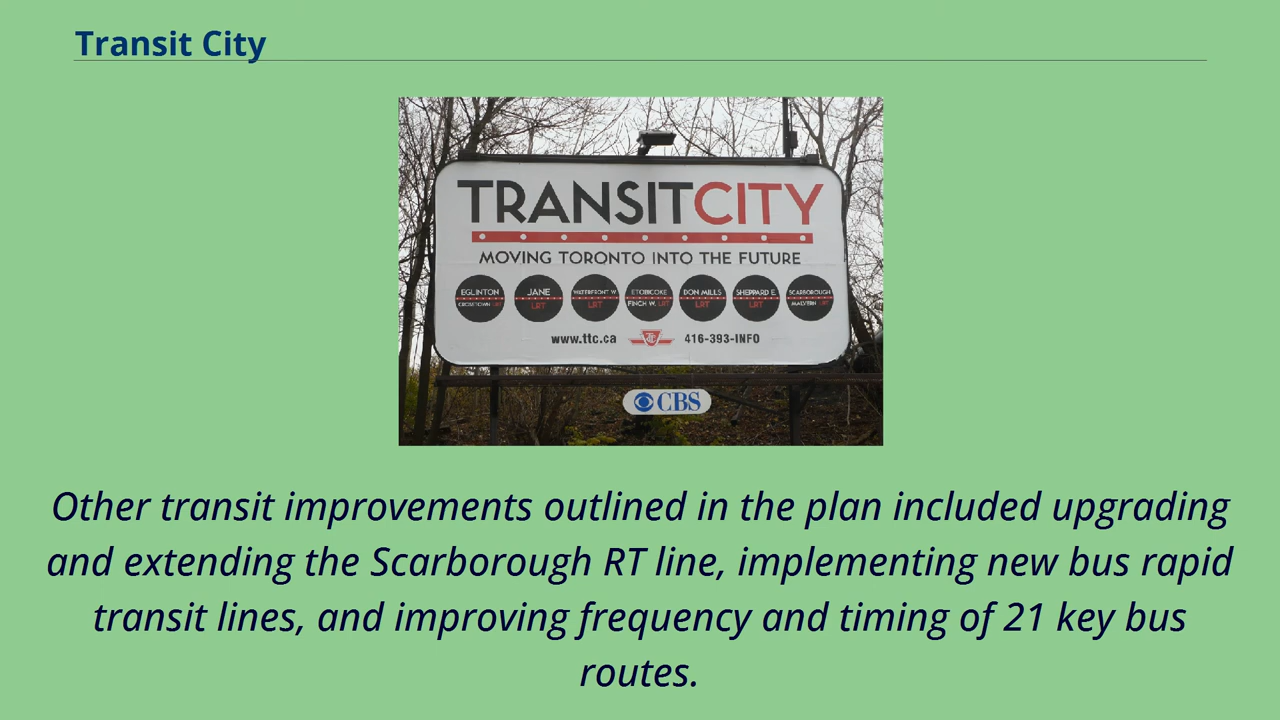 Transit City
TRANSITCITY
MOVING TORONTO INTO THE FUTURE
EGLINTON
CROSSTOWN LRT
JANE
LRT
WATERFRONT W.
LRT
ETOBICOKE
FINCH W. LRT
DON MILLS
LRT
SHEPPARD E.
LRT
SCARBOROUGH
MALVERN LRT
www.ttc.ca TTC 416-393-INFO
CBS
Other transit improvements outlined in the plan included upgrading
and extending the Scarborough RT line, implementing new bus rapid
transit lines, and improving frequency and timing of 21 key bus
routes.